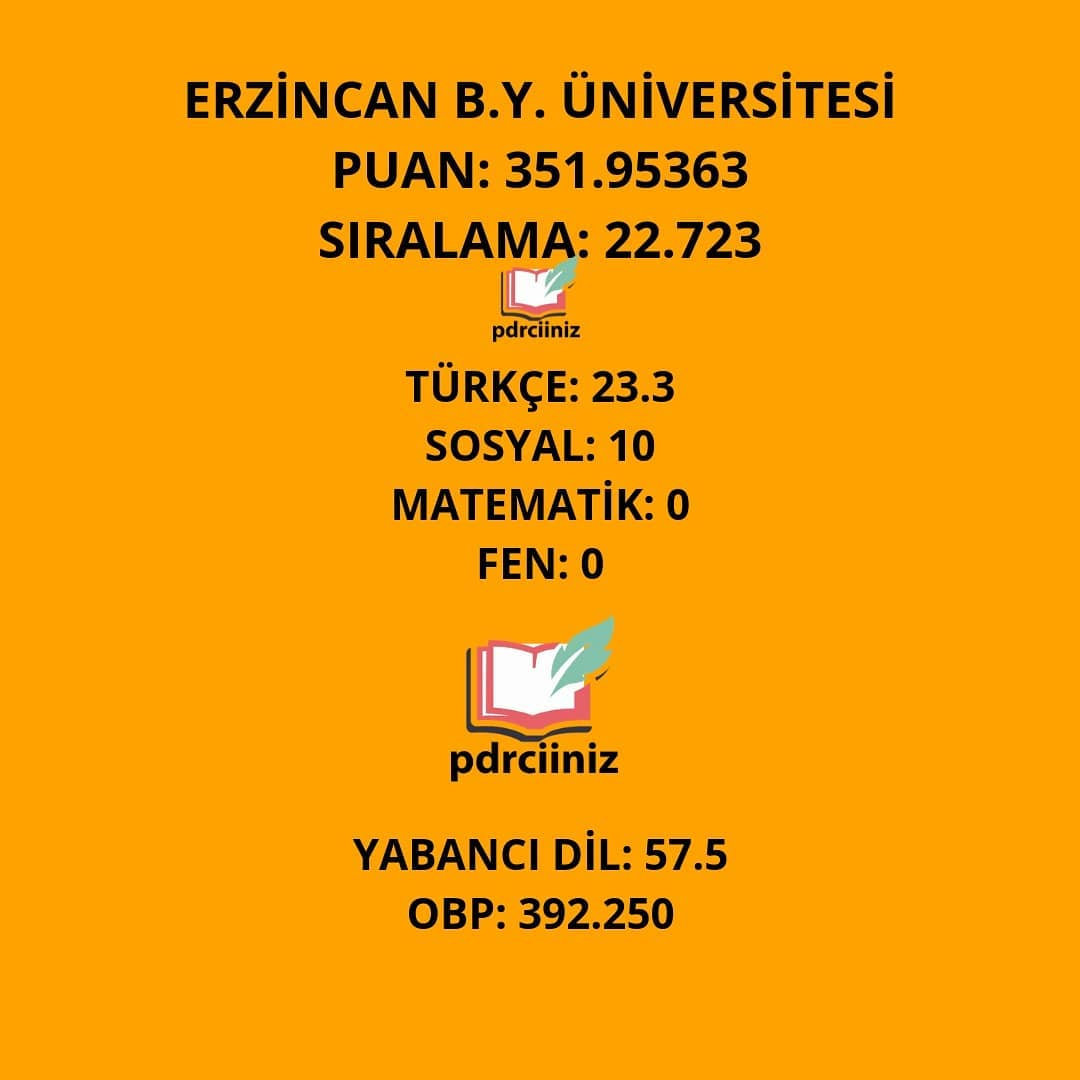 ERZİNCAN B.Y. ÜNİVERSİTESİ
PUAN: 351.95363
SIRALAMA: 22.723
pdrciiniz
TÜRKÇE: 23.3
SOSYAL: 10
MATEMATİK: 0
FEN: 0
pdrciiniz
YABANCI DİL: 57.5
OBP: 392.250